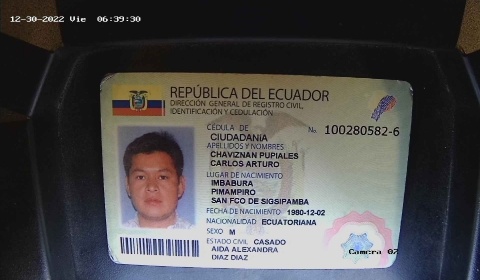 12-30-2022 Vie 06:39:30
REPÚBLICA DEL ECUADOR
DIRECCIÓN GENERAL DE REGISTRO CIVIL,
IDENTIFICACIÓN Y CEDULACIÓN
CÉDULA DE No. 100280582-6
CIUDADANÍA
APELLIDOS Y NOMBRES
CHAVIZNAN PUPIALES
CARLOS ARTURO
LUGAR DE NACIMIENTO
IMBABURA
PIMAMPIRO
SAN FCO DE SIGSIPAMBA
FECHA DE NACIMIENTO 1980-12-02
NACIONALIDAD ECUATORIANA
SEXO M
ESTADO CIVIL CASADO
AIDA ALEXANDRA
DIAZ DIAZ
Camera 02